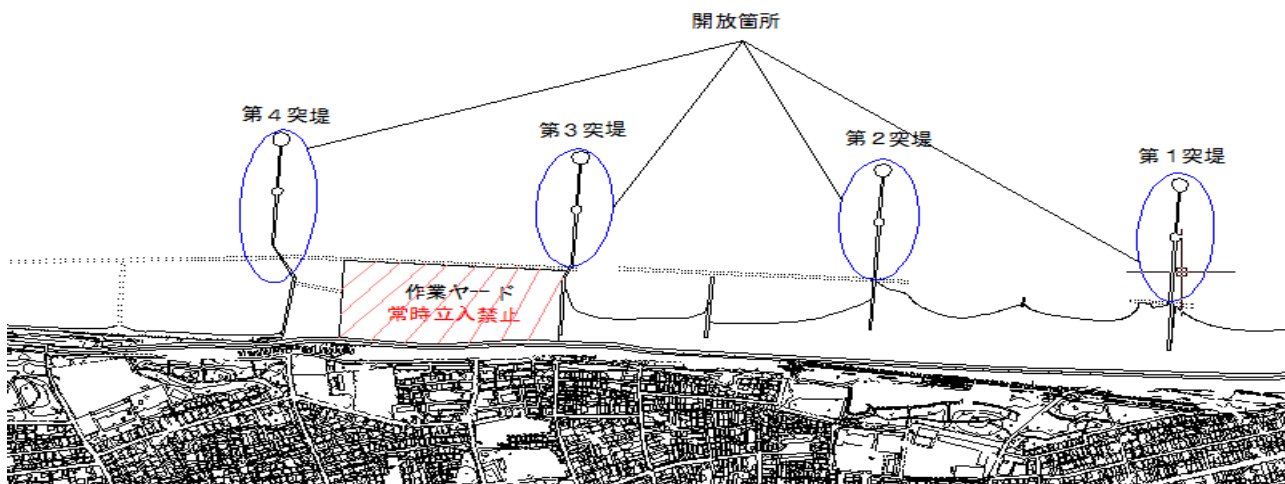 開放箇所
第4突堤
第3突堤
第2突堤
第1突堤
作業ヤード
常時立入禁止